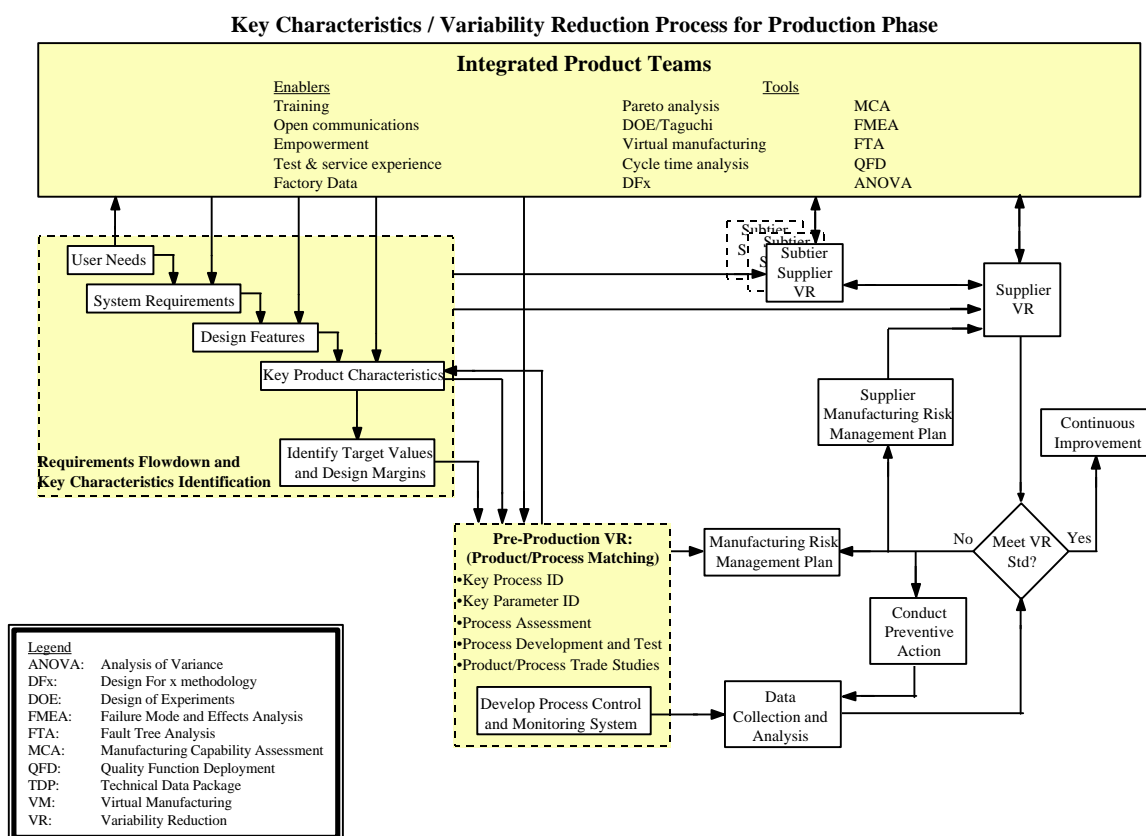 Key Characteristics / Variability Reduction Process for Production Phase
Integrated Product Teams
Enablers
Training
Open communications
Empowerment
Test & service experience
Factory Data
Tools
Pareto analysis
DOE/Taguchi
Virtual manufacturing
Cycle time analysis
DFx
MCA
FMEA
FTA
QFD
ANOVA
User Needs
System Requirements
Design Features
Key Product Characteristics
Identify Target Values
and Design Margins
Requirements Flowdown and
Key Characteristics Identification
Subtier
S
Subtier
S
Subtier
Supplier
VR
Supplier
VR
Supplier
Manufacturing Risk
Management Plan
Continuous
Improvement
Pre-Production VR:
(Product/Process Matching)
•Key Process ID
•Key Parameter ID
•Process Assessment
•Process Development and Test
•Product/Process Trade Studies
Develop Process Control
and Monitoring System
Manufacturing Risk
Management Plan
No
Meet VR
Std?
Yes
Conduct
Preventive
Action
Data
Collection and
Analysis
Legend
ANOVA: Analysis of Variance
DFx: Design For x methodology
DOE: Design of Experiments
FMEA: Failure Mode and Effects Analysis
FTA: Fault Tree Analysis
MCA: Manufacturing Capability Assessment
QFD: Quality Function Deployment
TDP: Technical Data Package
VM: Virtual Manufacturing
VR: Variability Reduction